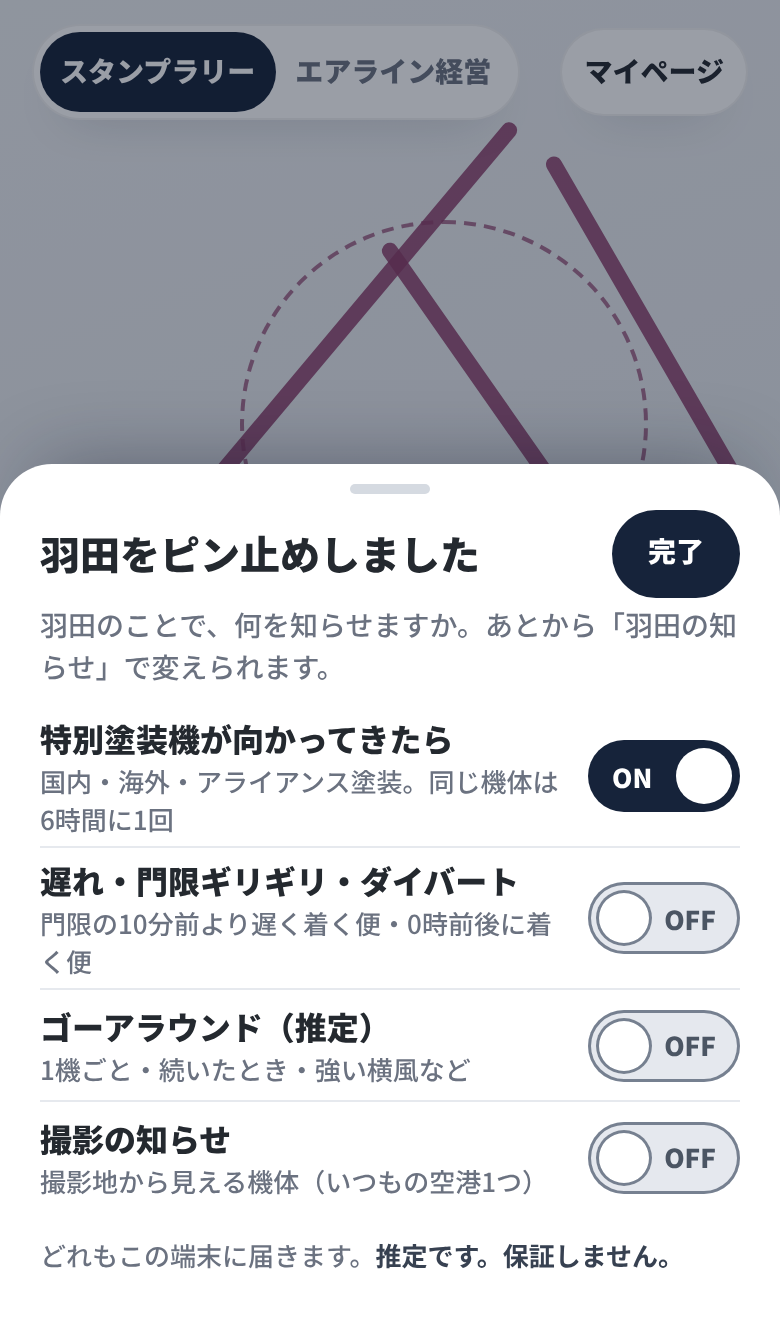 スタンプラリー
エアライン経営
マイページ
羽田をピン止めしました
完了
羽田のことで、何を知らせますか。あとから「羽田の知
らせ」で変えられます。
特別塗装機が向かってきたら
国内・海外・アライアンス塗装。同じ機体は
6時間に1回
ON
遅れ・門限ギリギリ・ダイバート
門限の10分前より遅く着く便・0時前後に着
く便
OFF
ゴーアラウンド（推定）
1機ごと・続いたとき・強い横風など
OFF
撮影の知らせ
撮影地から見える機体（いつもの空港1つ）
OFF
どれもこの端末に届きます。推定です。保証しません。